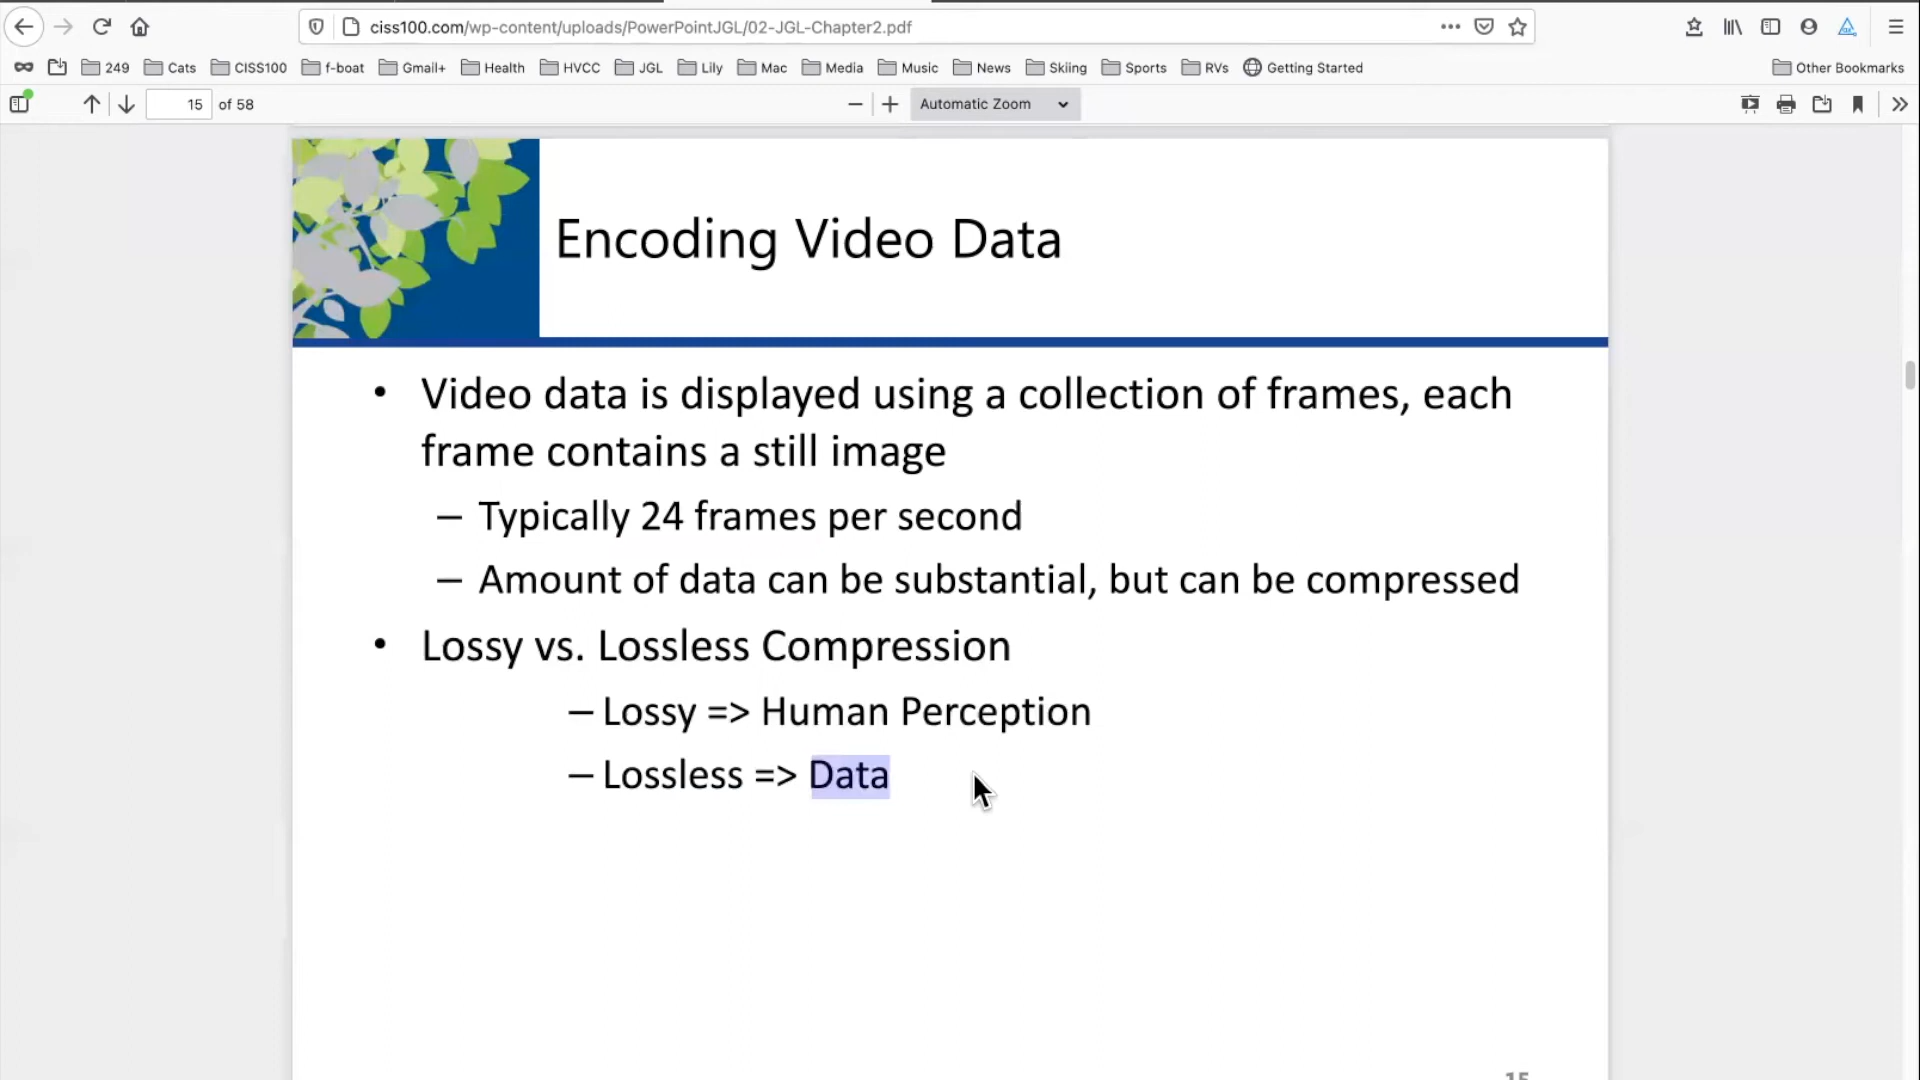 ciss100.com/wp-content/uploads/PowerPointJGL/02-JGL-Chapter2.pdf
249 Cats CISS100 f-boat Gmail+ Health HVCC JGL Lily Mac Media Music News Skiing Sports RVs Getting Started Other Bookmarks
15 of 58 Automatic Zoom
Encoding Video Data
• Video data is displayed using a collection of frames, each
frame contains a still image
– Typically 24 frames per second
– Amount of data can be substantial, but can be compressed
• Lossy vs. Lossless Compression
– Lossy => Human Perception
– Lossless => Data
15